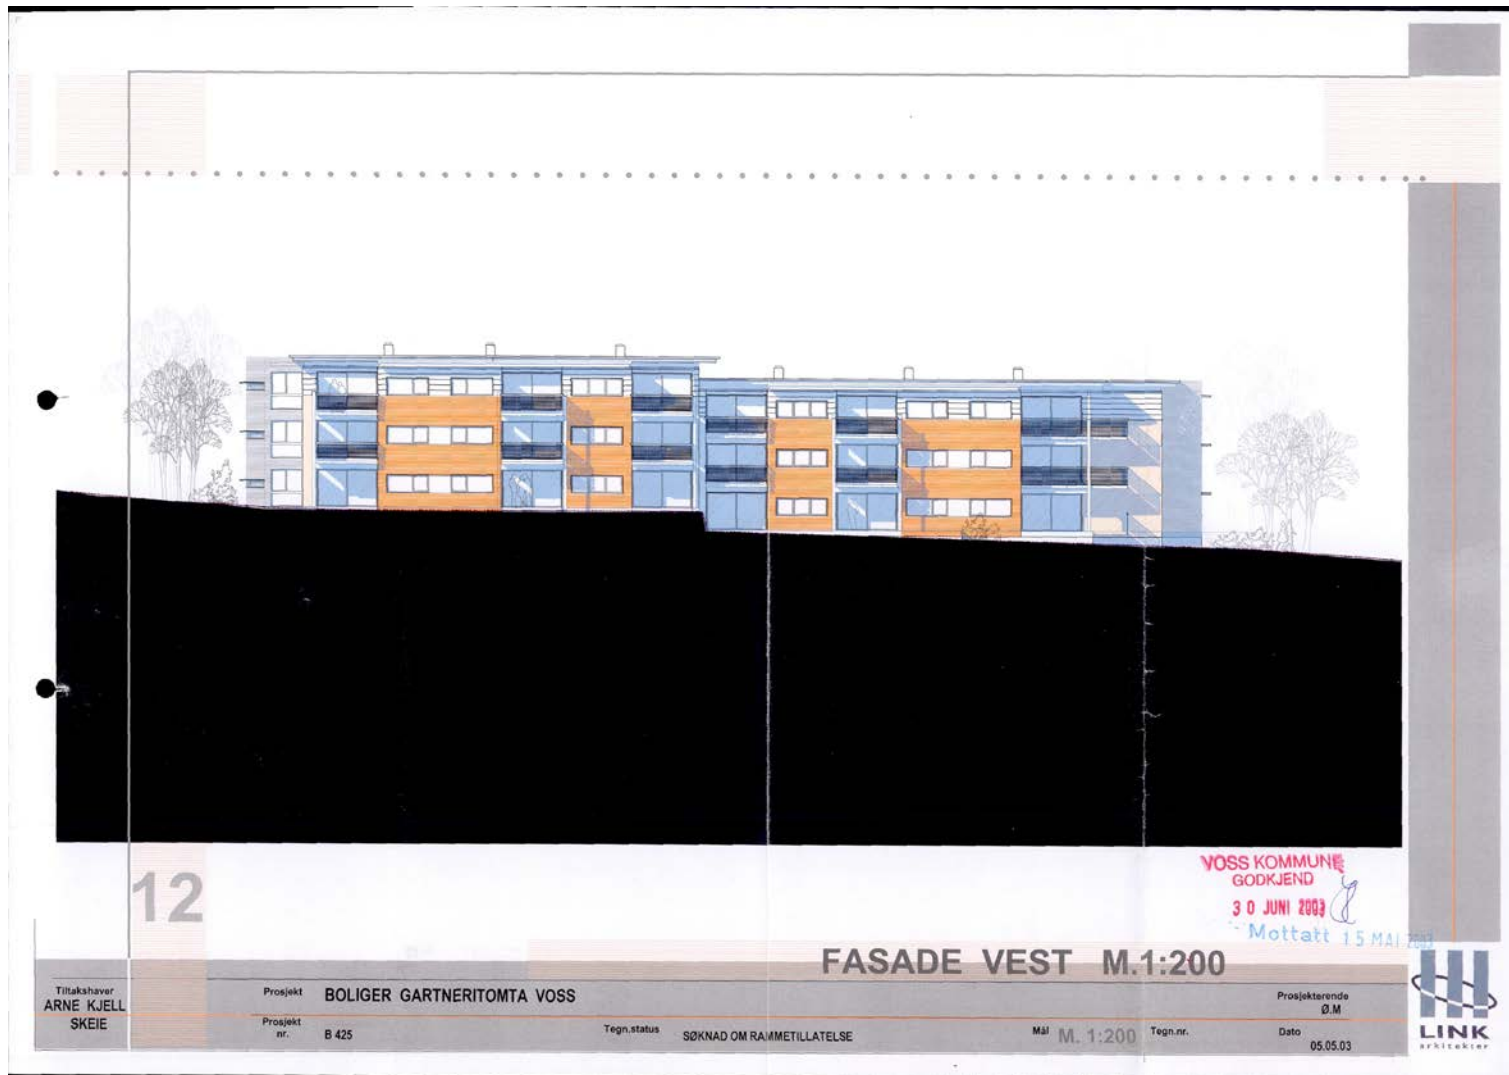 VOSS KOMMUNE
GODKJEND
30 JUNI 2003
Mottatt 15 MAI 2003
12
FASADE VEST M.1:200
Tiltakshaver
ARNE KJELL
SKEIE
Prosjekt BOLIGER GARTNERITOMTA VOSS
Prosjekt
nr. B 425
Tegn.status SØKNAD OM RAMMETILLATELSE
Mål M. 1:200
Tegn.nr.
Prosjekterende
Ø.M
Dato
05.05.03
LINK
arkitekter